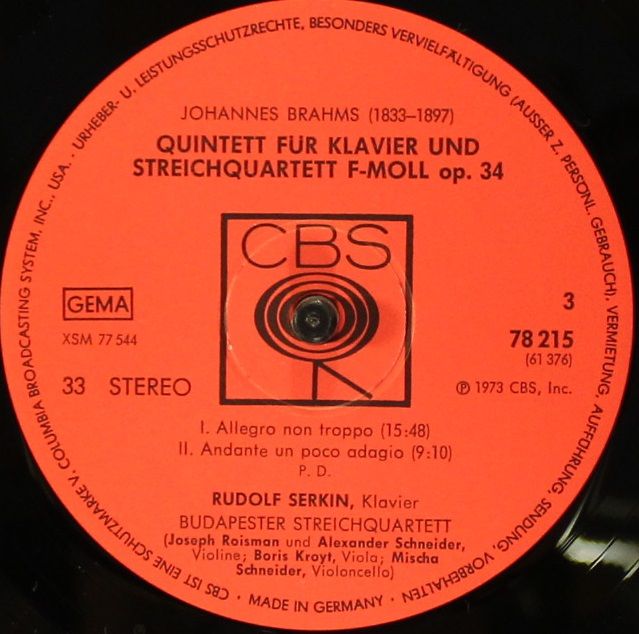 URHEBER- U. LEISTUNGSSCHUTZRECHTE, BESONDERS VERVIELFÄLTIGUNG (AUSSER Z. PERSÖNL. GEBRAUCH), VERMIETUNG, AUFFÜHRUNG, SENDUNG, VORBEHALTEN
JOHANNES BRAHMS (1833–1897)
QUINTETT FÜR KLAVIER UND
STREICHQUARTETT F-MOLL op. 34
CBS
GEMA
XSM 77 544
33 STEREO
3
78 215
(61 376)
Ⓟ 1973 CBS, Inc.
I. Allegro non troppo (15:48)
II. Andante un poco adagio (9:10)
P. D.
RUDOLF SERKIN, Klavier
BUDAPESTER STREICHQUARTETT
(Joseph Roisman und Alexander Schneider,
Violine; Boris Kroyt, Viola; Mischa
Schneider, Violoncello)
· MADE IN GERMANY · CBS IST EINE SCHUTZMARKE V. COLUMBIA BROADCASTING SYSTEM, INC., USA. ·